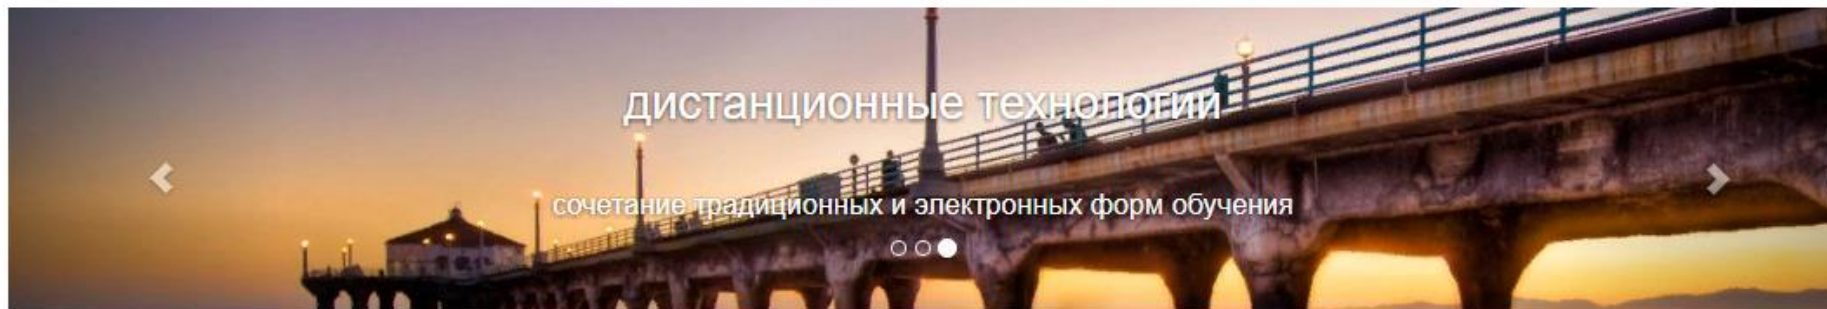 дистанционные технологии
сочетание традиционных и электронных форм обучения